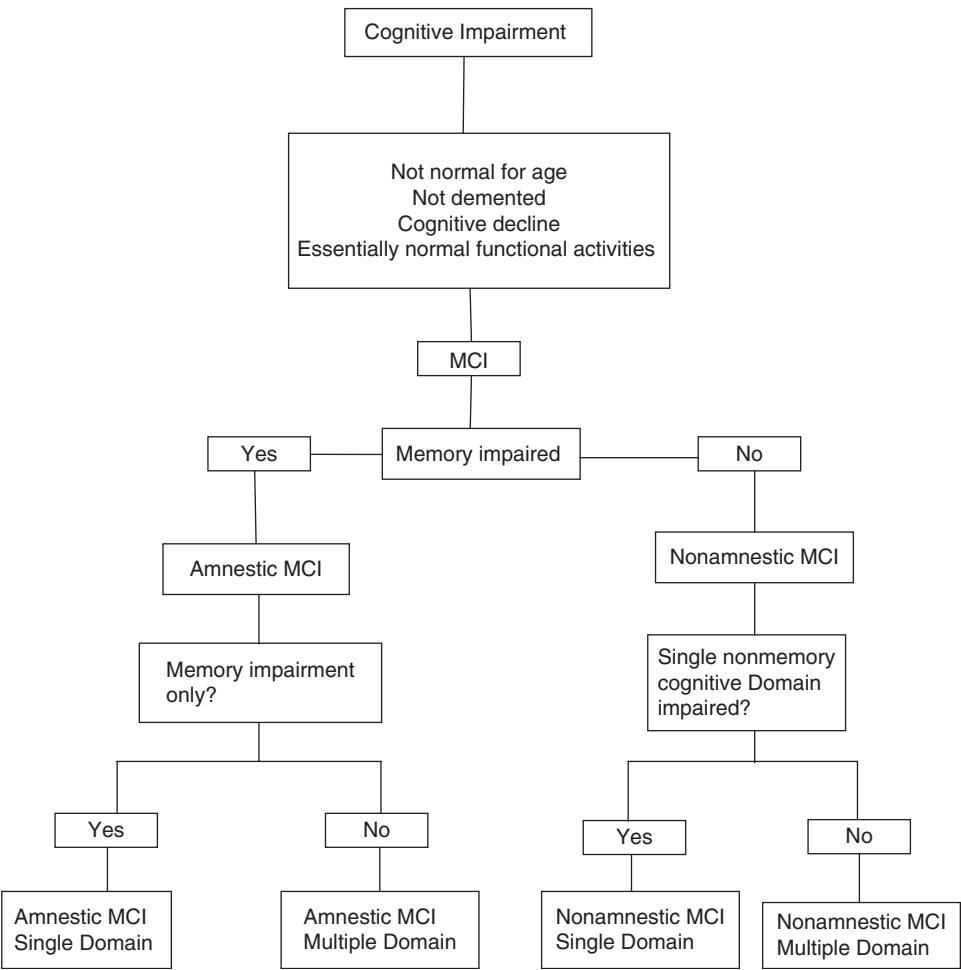 Cognitive Impairment
Not normal for age
Not demented
Cognitive decline
Essentially normal functional activities
MCI
Yes
Memory impaired
No
Amnestic MCI
Nonamnestic MCI
Memory impairment
only?
Single nonmemory
cognitive Domain
impaired?
Yes
No
Yes
No
Amnestic MCI
Single Domain
Amnestic MCI
Multiple Domain
Nonamnestic MCI
Single Domain
Nonamnestic MCI
Multiple Domain